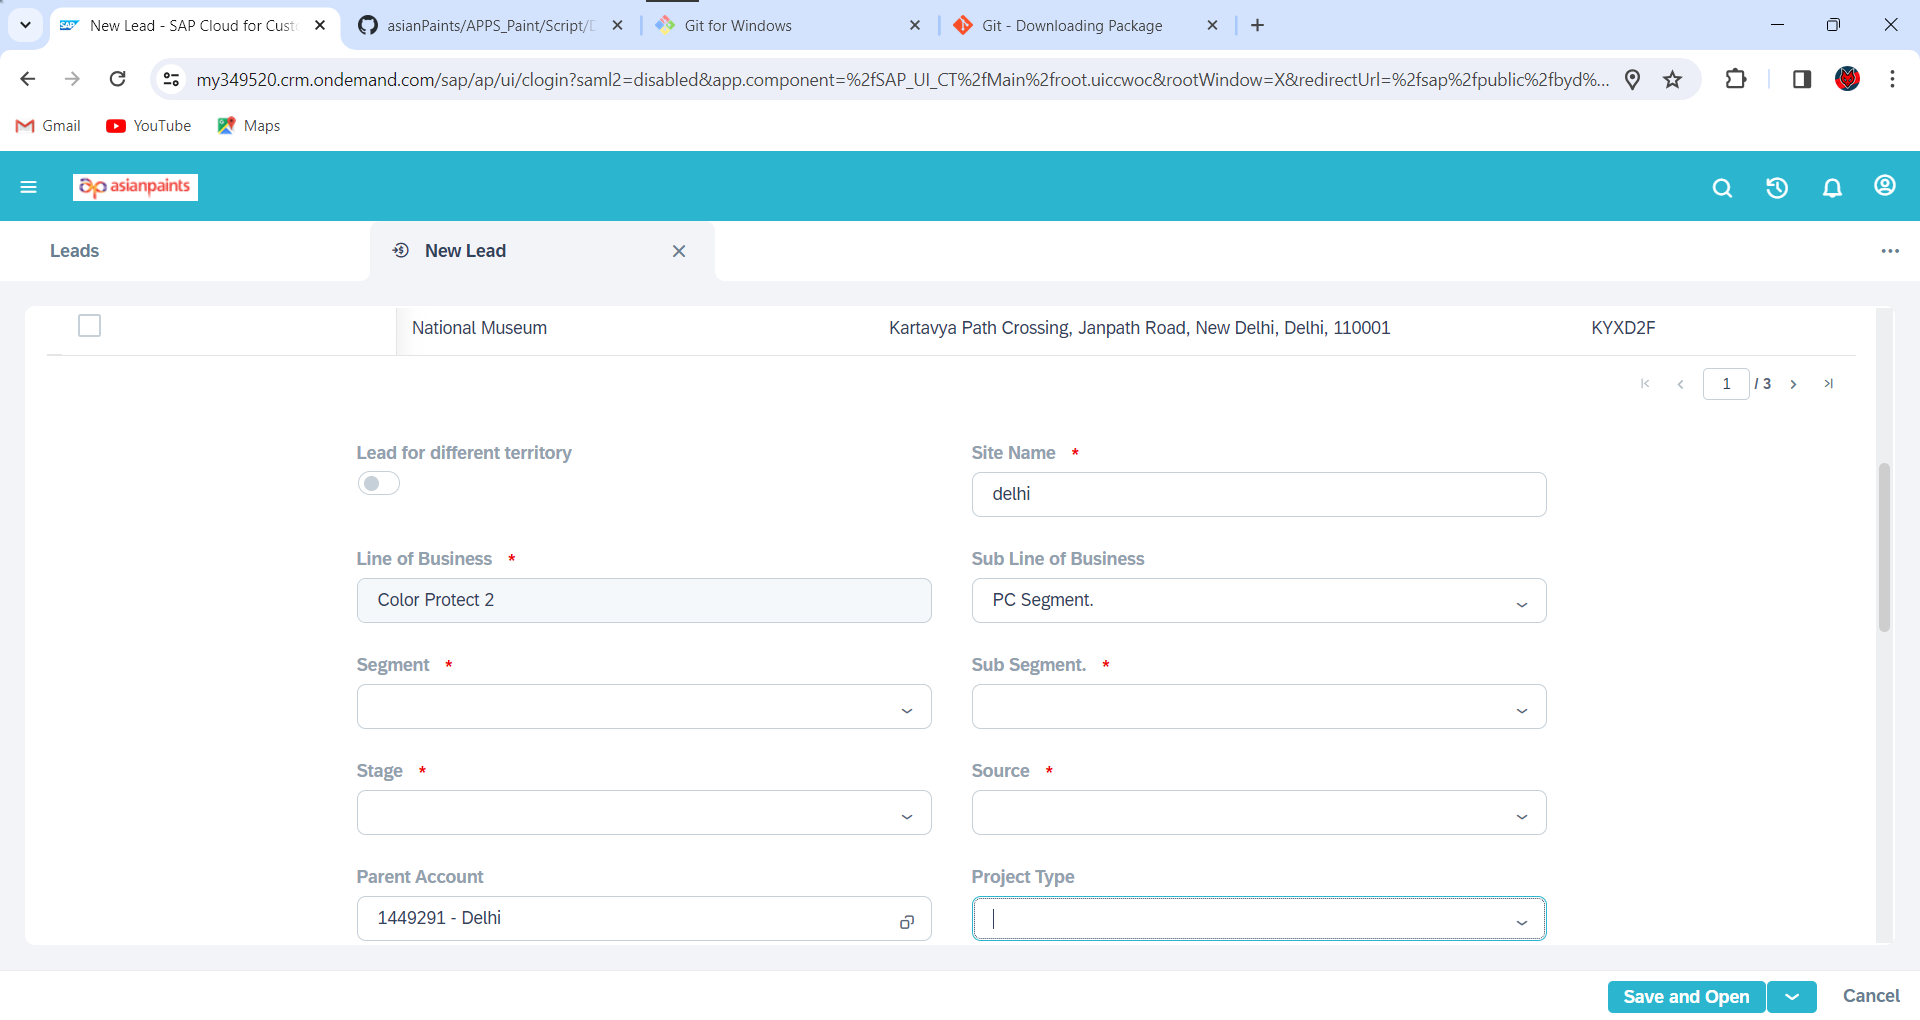 New Lead - SAP Cloud for Cust
asianPaints/APPS_Paint/Script/D
Git for Windows
Git - Downloading Package
my349520.crm.ondemand.com/sap/ap/ui/clogin?saml2=disabled&app.component=%2fSAP_UI_CT%2fMain%2froot.uiccwoc&rootWindow=X&redirectUrl=%2fsap%2fpublic%2fbyd%...
Gmail
YouTube
Maps
asianpaints
Leads
New Lead
National Museum
Kartavya Path Crossing, Janpath Road, New Delhi, Delhi, 110001
KYXD2F
1 / 3
Lead for different territory
Site Name *
delhi
Line of Business *
Sub Line of Business
Color Protect 2
PC Segment.
Segment *
Sub Segment. *
Stage *
Source *
Parent Account
Project Type
1449291 - Delhi
Save and Open
Cancel